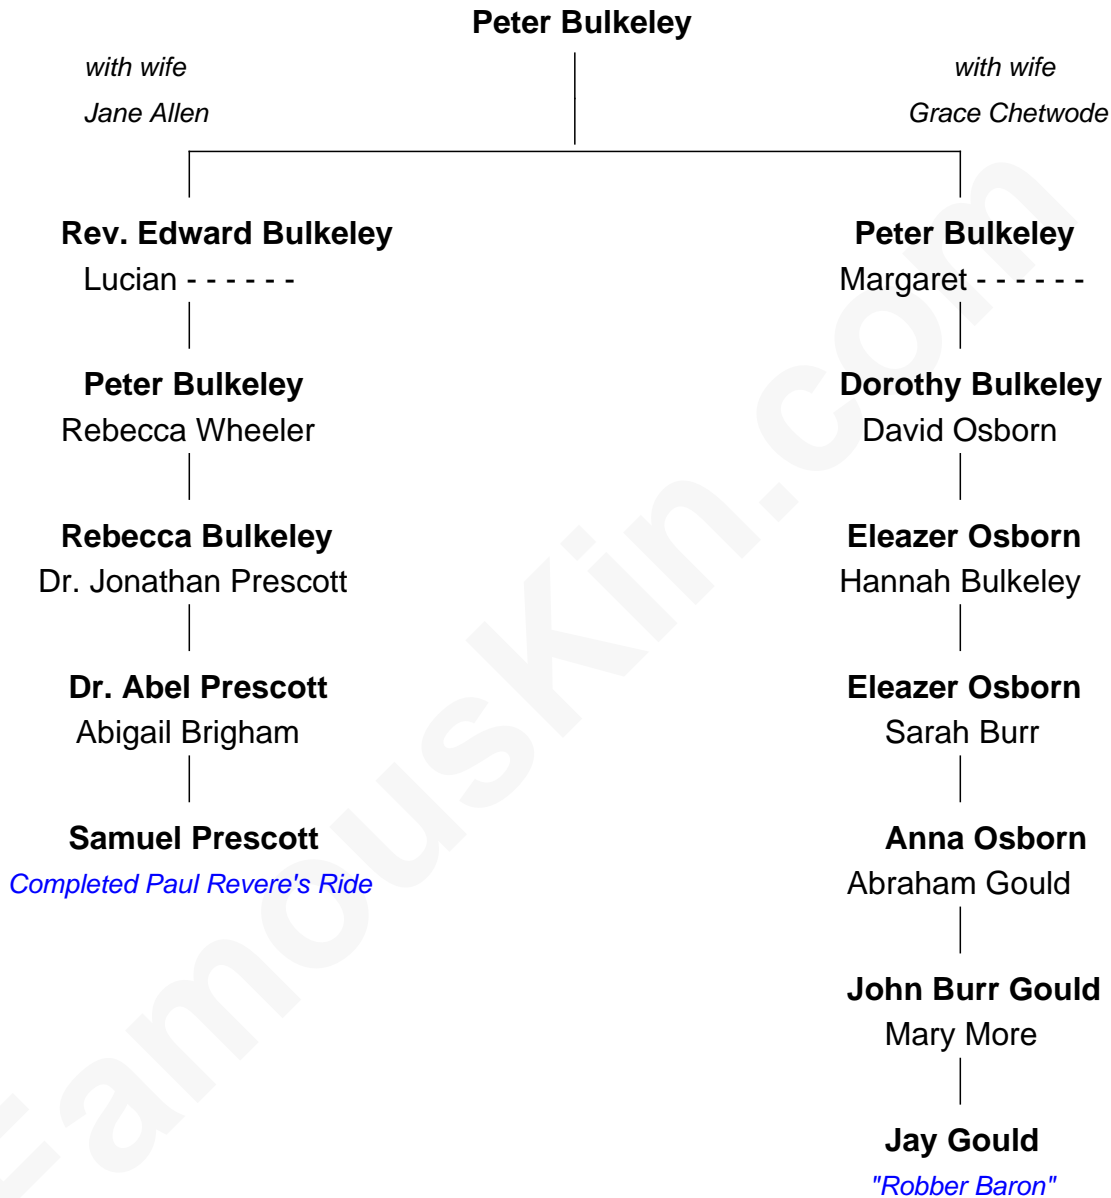 Peter Bulkeley
with wife
Jane Allen
with wife
Grace Chetwode
Rev. Edward Bulkeley
Lucian - - - - - -
Peter Bulkeley
Rebecca Wheeler
Rebecca Bulkeley
Dr. Jonathan Prescott
Dr. Abel Prescott
Abigail Brigham
Samuel Prescott
Completed Paul Revere's Ride
Peter Bulkeley
Margaret - - - - - -
Dorothy Bulkeley
David Osborn
Eleazer Osborn
Hannah Bulkeley
Eleazer Osborn
Sarah Burr
Anna Osborn
Abraham Gould
John Burr Gould
Mary More
Jay Gould
"Robber Baron"
FamousKin.com